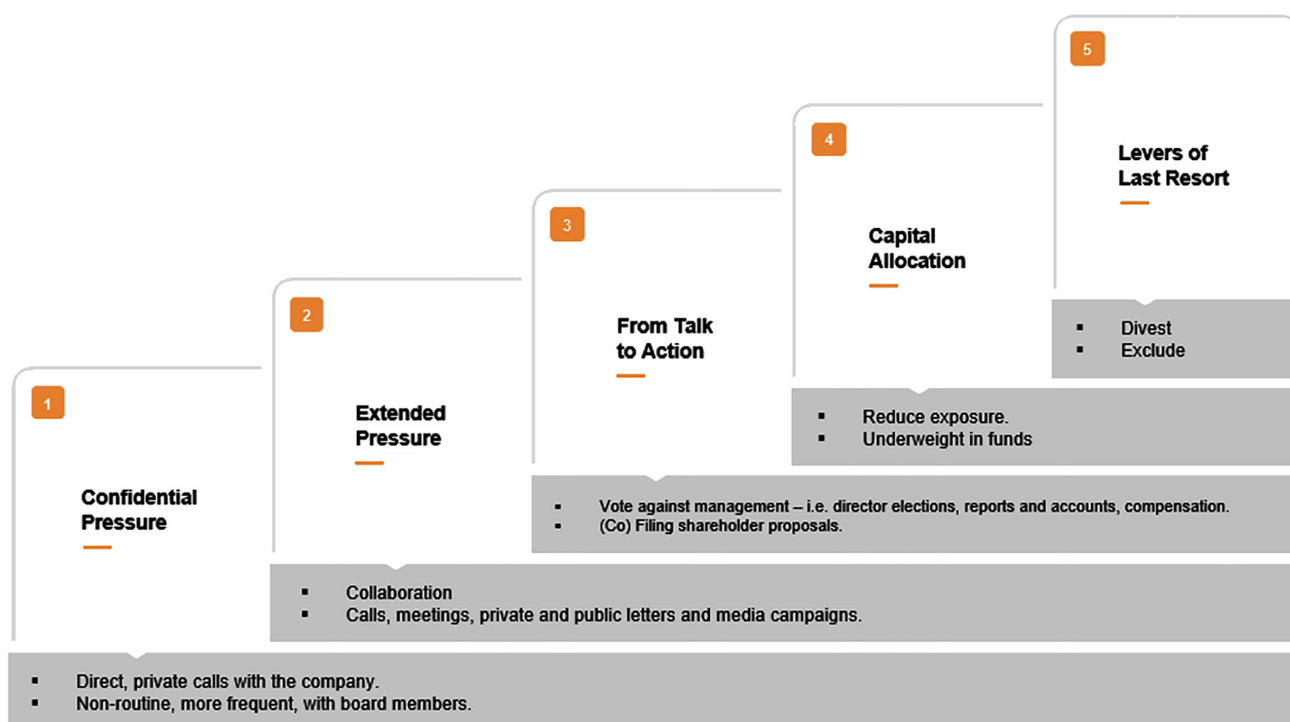 1
Confidential
Pressure
▪ Direct, private calls with the company.
▪ Non-routine, more frequent, with board members.
2
Extended
Pressure
▪ Collaboration
▪ Calls, meetings, private and public letters and media campaigns.
3
From Talk
to Action
▪ Vote against management – i.e. director elections, reports and accounts, compensation.
▪ (Co) Filing shareholder proposals.
4
Capital
Allocation
▪ Reduce exposure.
▪ Underweight in funds
5
Levers of
Last Resort
▪ Divest
▪ Exclude